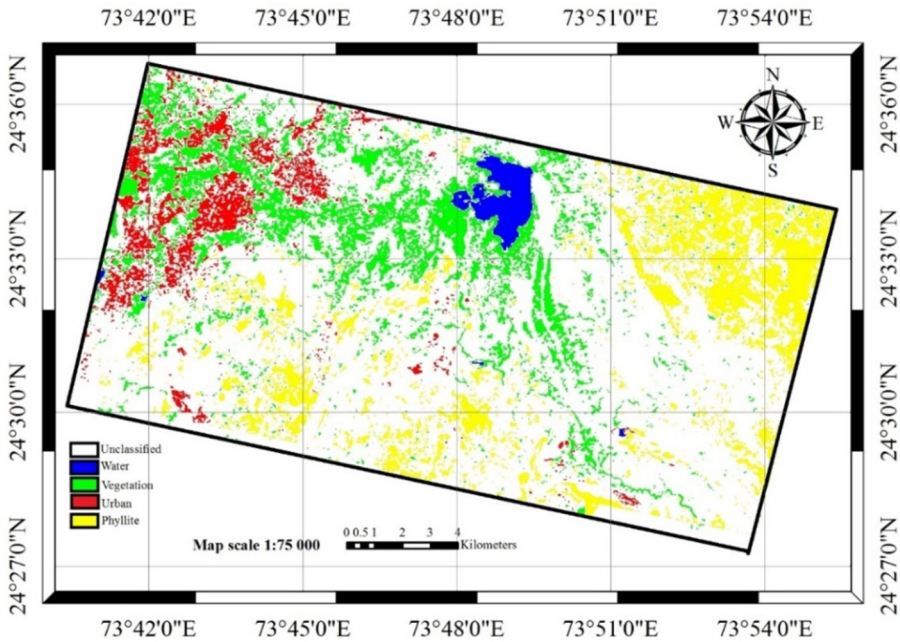 73°42'0"E 73°45'0"E 73°48'0"E 73°51'0"E 73°54'0"E
24°36'0"N
24°33'0"N
24°30'0"N
24°27'0"N
N
W E
S
24°36'0"N
24°33'0"N
24°30'0"N
24°27'0"N
Unclassified
Water
Vegetation
Urban
Phyllite
Map scale 1:75 000
0 0.5 1 2 3 4
Kilometers
73°42'0"E 73°45'0"E 73°48'0"E 73°51'0"E 73°54'0"E